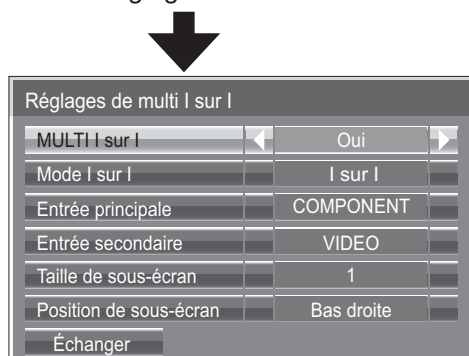 Réglages de multi I sur I
MULTI I sur I Oui
Mode I sur I I sur I
Entrée principale COMPONENT
Entrée secondaire VIDEO
Taille de sous-écran 1
Position de sous-écran Bas droite
Échanger